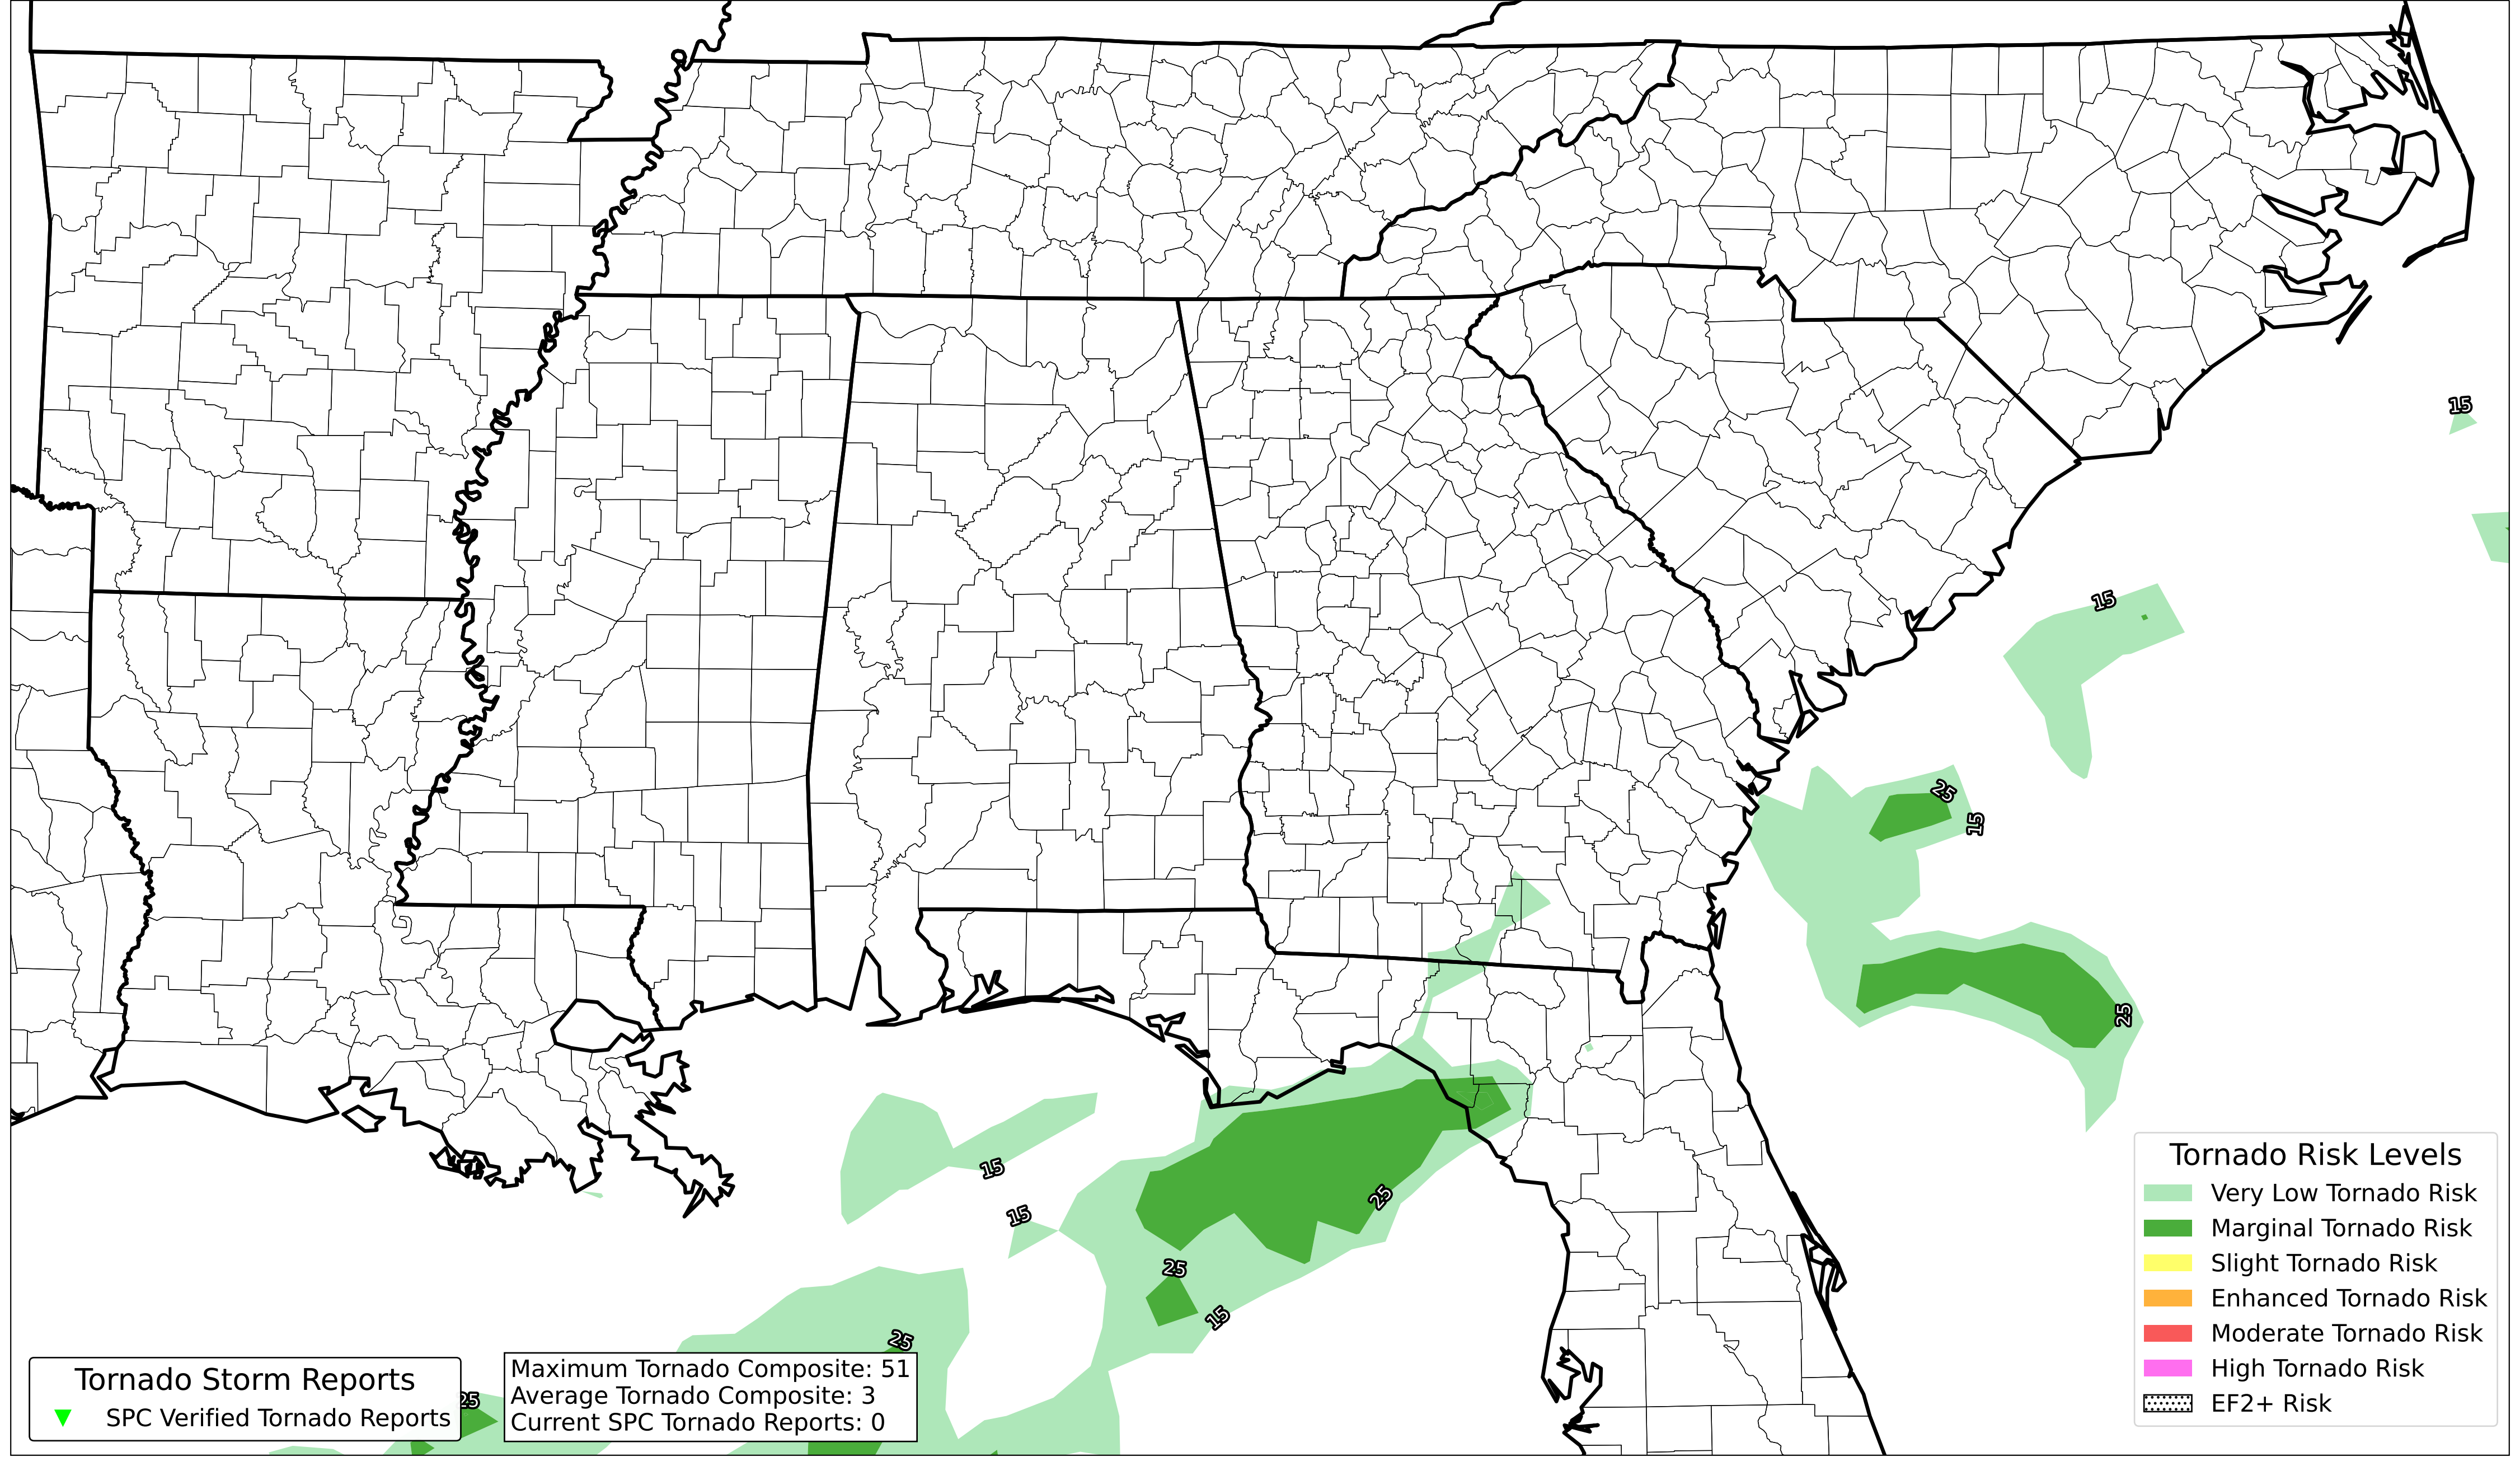 15
15
25
15
25
15
25
15
25
15
25
25
Tornado Storm Reports
SPC Verified Tornado Reports
Maximum Tornado Composite: 51
Average Tornado Composite: 3
Current SPC Tornado Reports: 0
Tornado Risk Levels
Very Low Tornado Risk
Marginal Tornado Risk
Slight Tornado Risk
Enhanced Tornado Risk
Moderate Tornado Risk
High Tornado Risk
EF2+ Risk